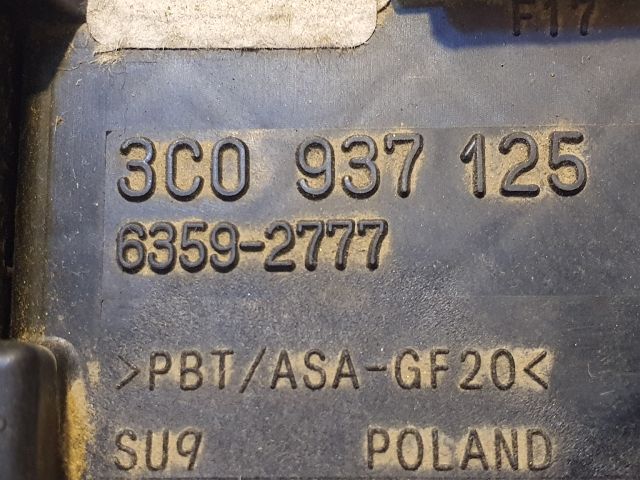 F17
3C0 937 125
6359-2777
>PBT/ASA-GF20<
SU9 POLAND